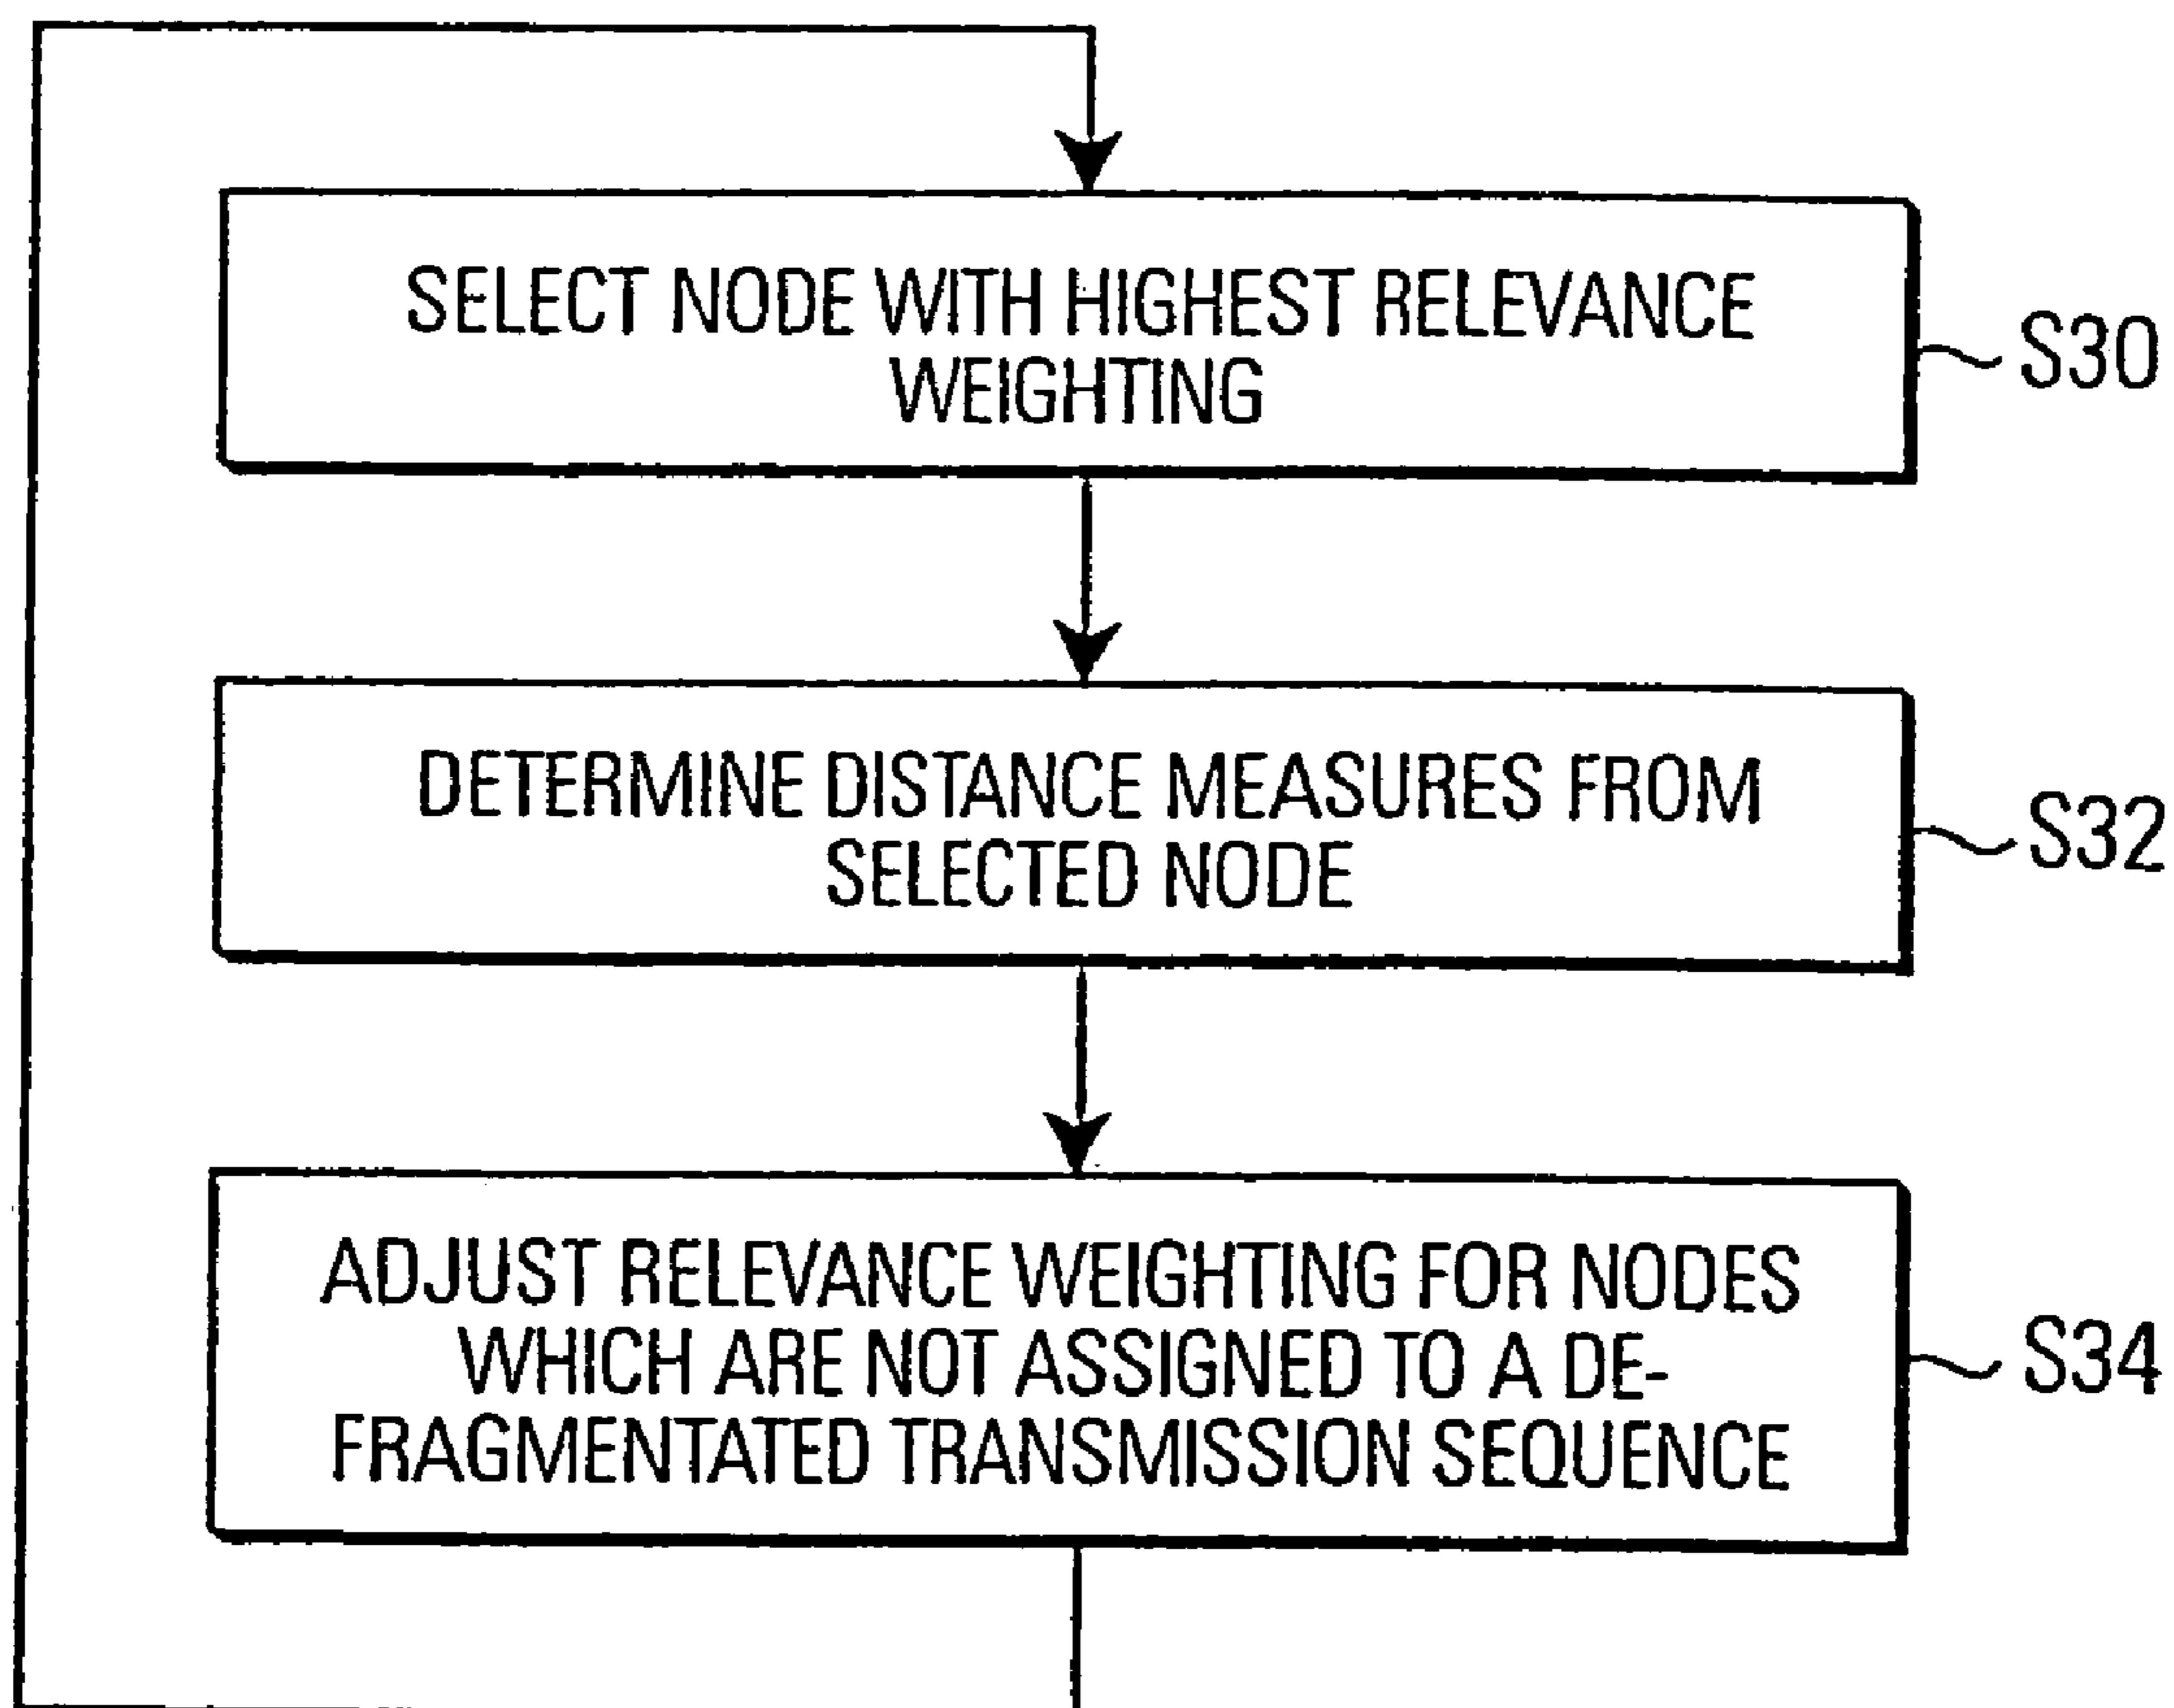 SELECT NODE WITH HIGHEST RELEVANCE
WEIGHTING
S30
DETERMINE DISTANCE MEASURES FROM
SELECTED NODE
S32
ADJUST RELEVANCE WEIGHTING FOR NODES
WHICH ARE NOT ASSIGNED TO A DE-
FRAGMENTATED TRANSMISSION SEQUENCE
S34